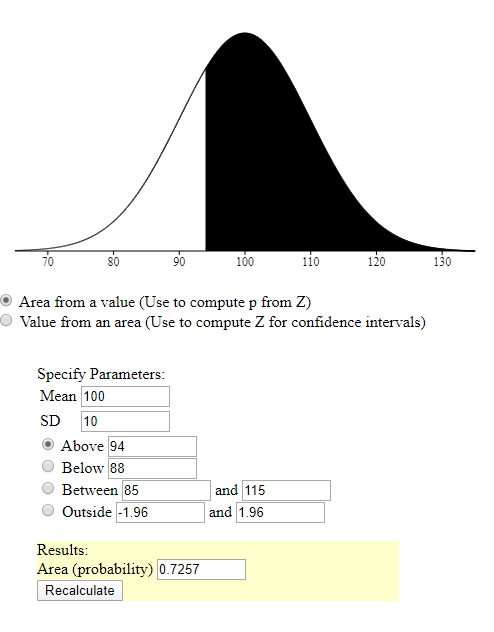 70 80 90 100 110 120 130
Area from a value (Use to compute p from Z)
Value from an area (Use to compute Z for confidence intervals)
Specify Parameters:
Mean 100
SD 10
Above 94
Below 88
Between 85 and 115
Outside -1.96 and 1.96
Results:
Area (probability) 0.7257
Recalculate